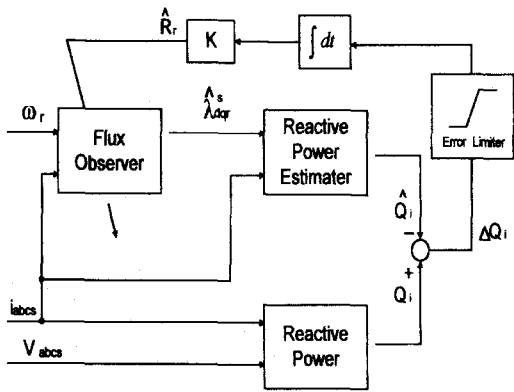 R̂r
K
∫ dt
ωr
Flux
Observer
λ̂ˢdqr
Reactive
Power
Estimater
Error Limiter
Q̂i
−
ΔQi
+
Qi
iabcs
Vabcs
Reactive
Power